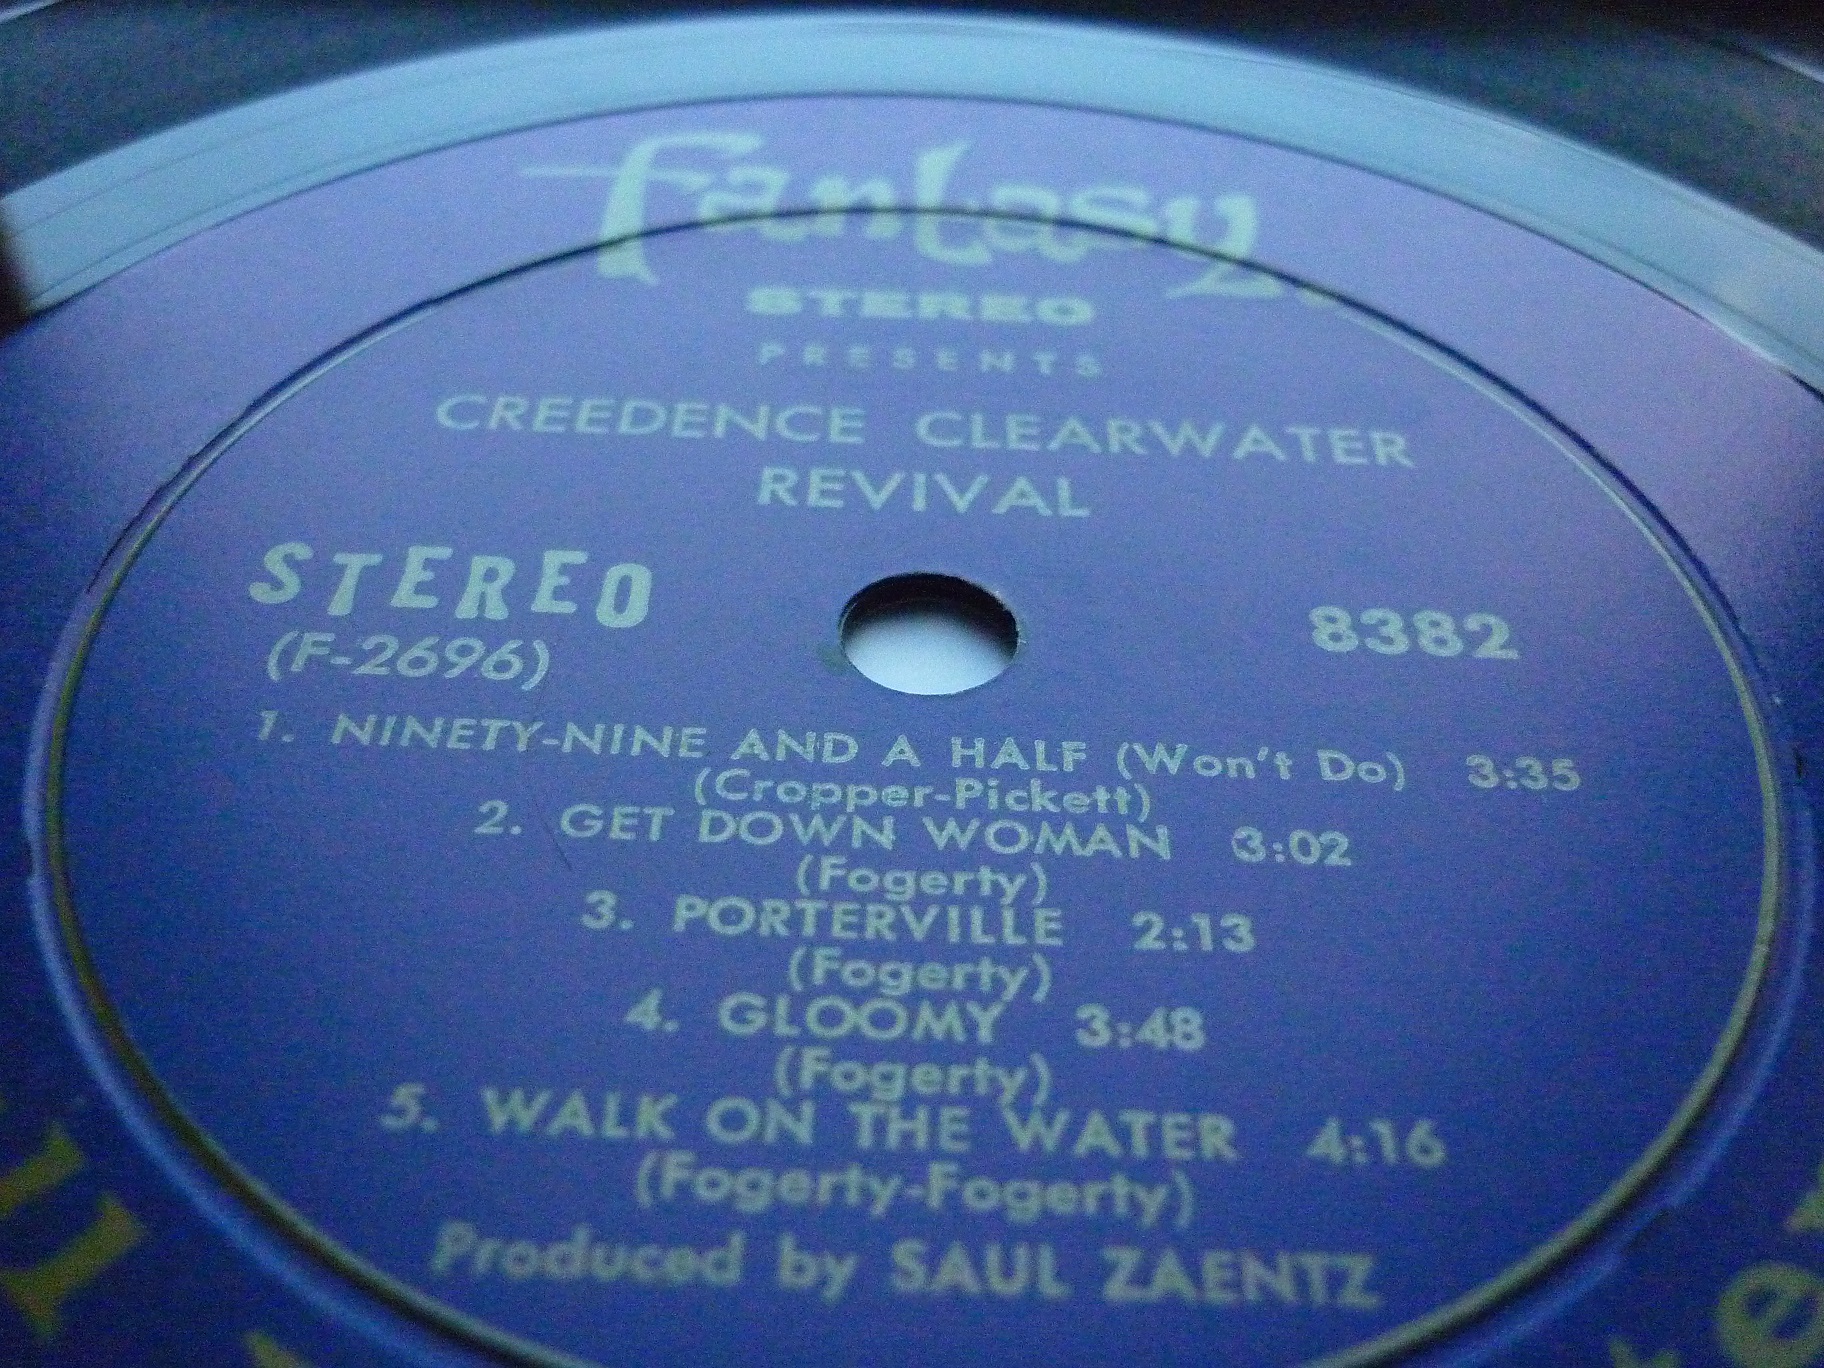 Fantasy
STEREO
PRESENTS
CREEDENCE CLEARWATER
REVIVAL
STEREO
8382
(F-2696)
1. NINETY-NINE AND A HALF (Won't Do) 3:35
(Cropper-Pickett)
2. GET DOWN WOMAN 3:02
(Fogerty)
3. PORTERVILLE 2:13
(Fogerty)
4. GLOOMY 3:48
(Fogerty)
5. WALK ON THE WATER 4:16
(Fogerty-Fogerty)
Produced by SAUL ZAENTZ